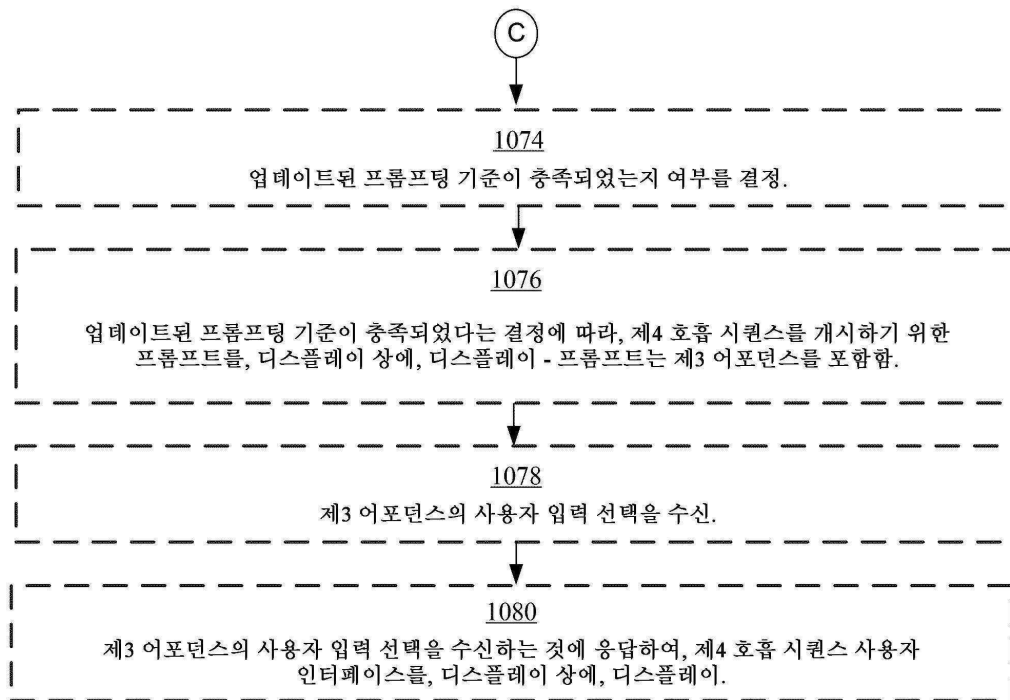 C
1074
업데이트된 프롬프팅 기준이 충족되었는지 여부를 결정.
1076
업데이트된 프롬프팅 기준이 충족되었다는 결정에 따라, 제4 호흡 시퀀스를 개시하기 위한
프롬프트를, 디스플레이 상에, 디스플레이 - 프롬프트는 제3 어포던스를 포함함.
1078
제3 어포던스의 사용자 입력 선택을 수신.
1080
제3 어포던스의 사용자 입력 선택을 수신하는 것에 응답하여, 제4 호흡 시퀀스 사용자
인터페이스를, 디스플레이 상에, 디스플레이.